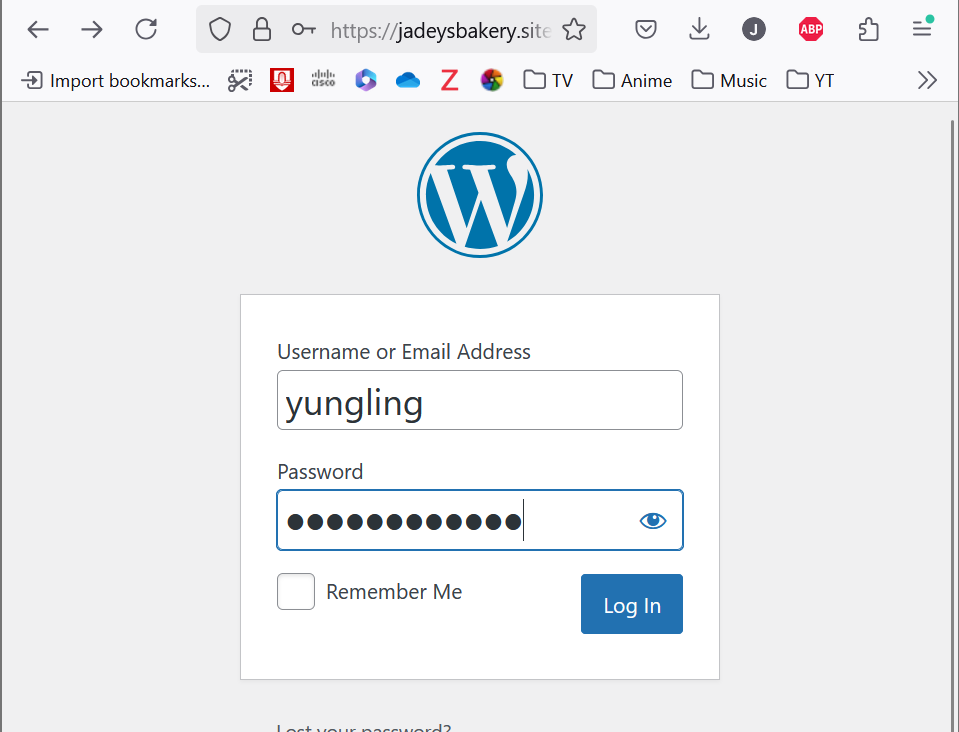 https://jadeysbakery.site
J
ABP
Import bookmarks...
cisco
Z
TV
Anime
Music
YT
W
Username or Email Address
yungling
Password
●●●●●●●●●●●●
Remember Me
Log In
Lost your password?